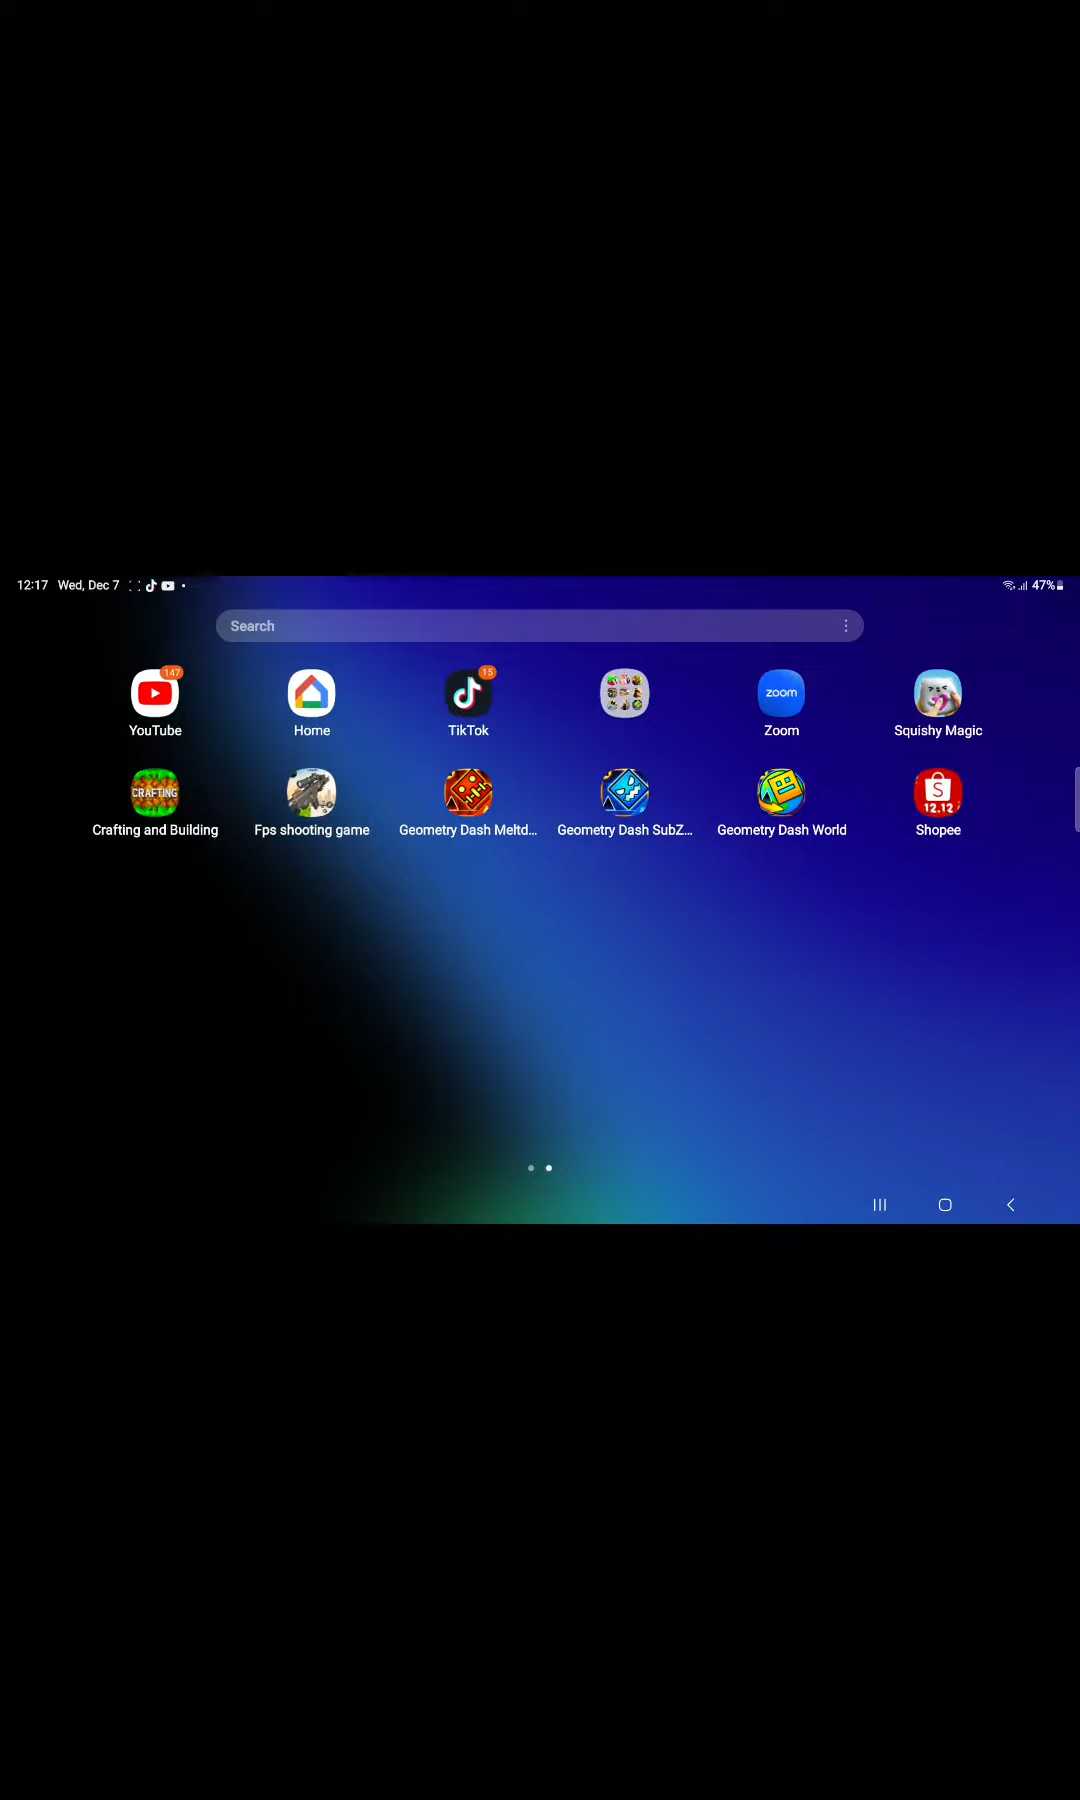 12:17 Wed, Dec 7
47%
Search
147
15
YouTube
Home
TikTok
zoom
Zoom
Squishy Magic
CRAFTING
S
12.12
Crafting and Building
Fps shooting game
Geometry Dash Meltd...
Geometry Dash SubZ...
Geometry Dash World
Shopee